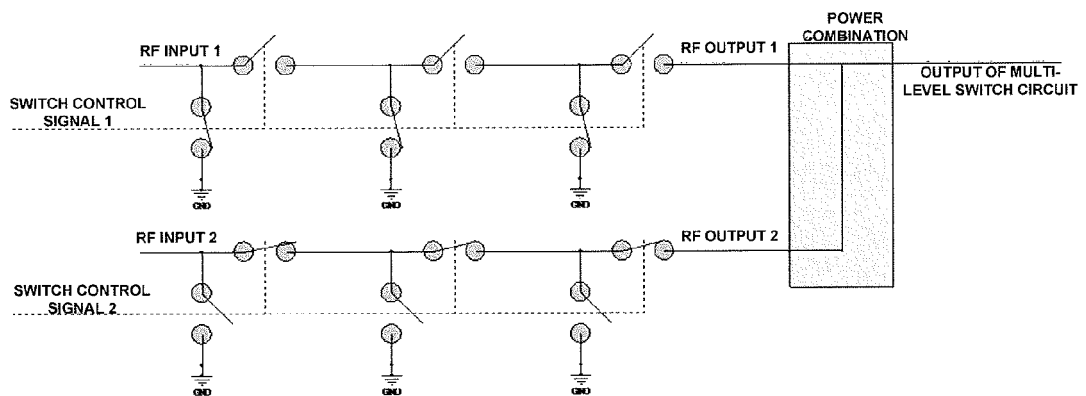 POWER
COMBINATION
RF INPUT 1
RF OUTPUT 1
OUTPUT OF MULTI-
LEVEL SWITCH CIRCUIT
SWITCH CONTROL
SIGNAL 1
GND
GND
GND
RF INPUT 2
RF OUTPUT 2
SWITCH CONTROL
SIGNAL 2
GND
GND
GND